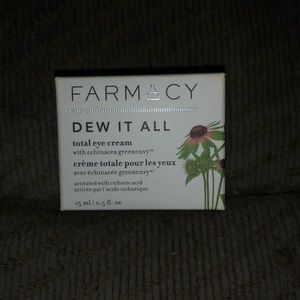 FARMACY
DEW IT ALL
total eye cream
with echinacea greenenvy™
crème totale pour les yeux
avec échinacée greenenvy™
activated with cichoric acid
activée par l'acide cichorique
15 ml | 0.5 fl. oz